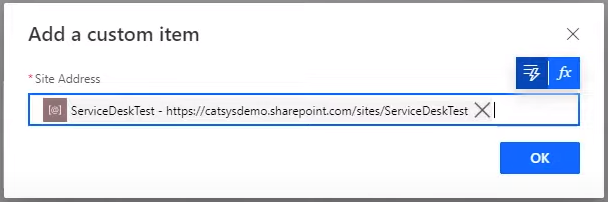 Add a custom item
fx
* Site Address
[@] ServiceDeskTest - https://catsysdemo.sharepoint.com/sites/ServiceDeskTest
OK